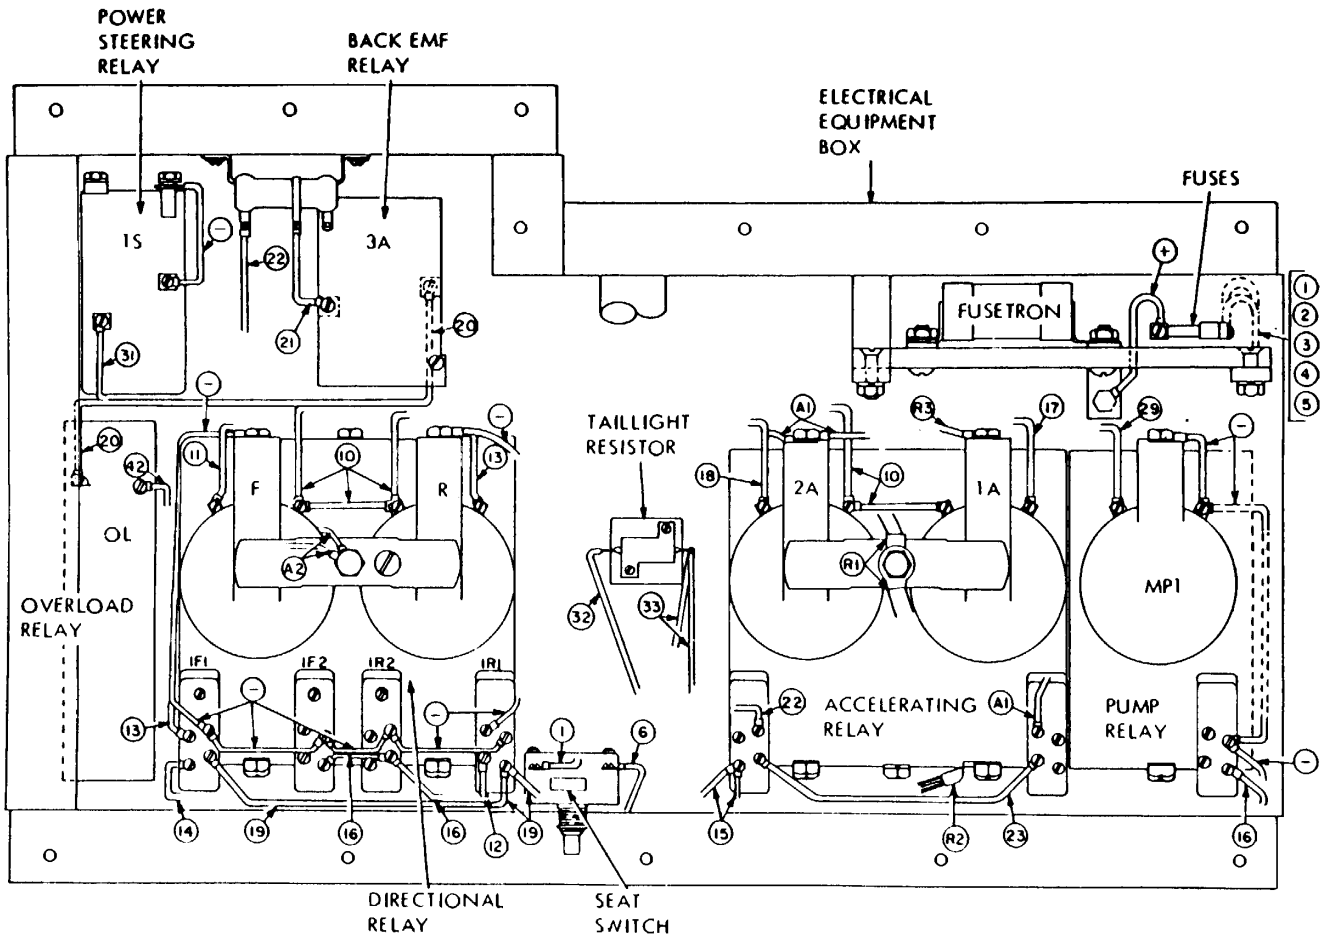 POWER
STEERING
RELAY
BACK EMF
RELAY
ELECTRICAL
EQUIPMENT
BOX
FUSES
1S
-
22
3A
21
20
31
+
FUSETRON
1
2
3
4
5
-
20
42
11
10
-
13
F
R
OL
A2
OVERLOAD
RELAY
TAILLIGHT
RESISTOR
32
33
A1
R3
17
29
-
18
10
2A
1A
R1
MP1
1F1
1F2
1R2
1R1
-
-
13
14
19
16
16
12
19
1
6
22
ACCELERATING
RELAY
A1
PUMP
RELAY
-
15
R2
23
16
DIRECTIONAL
RELAY
SEAT
SWITCH